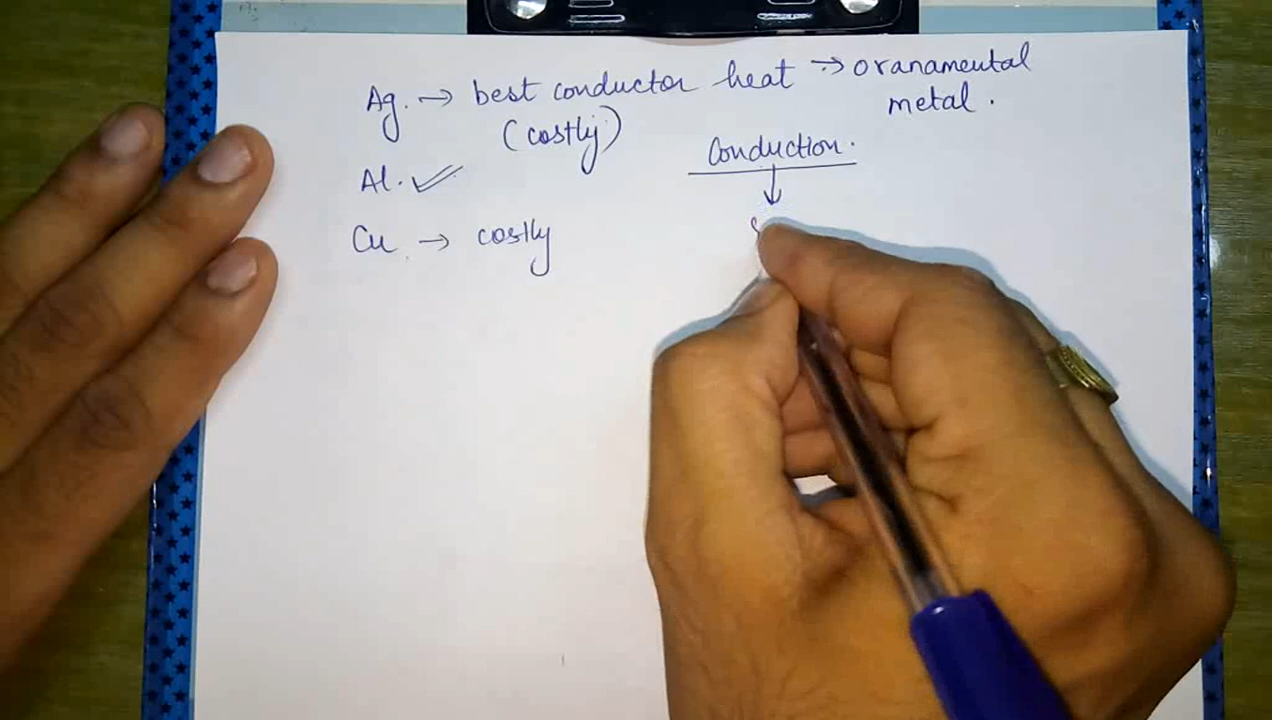 Ag. → best conductor heat → oranamental
metal.
(costly)
Conduction.
Al. ✓
Cu → costly